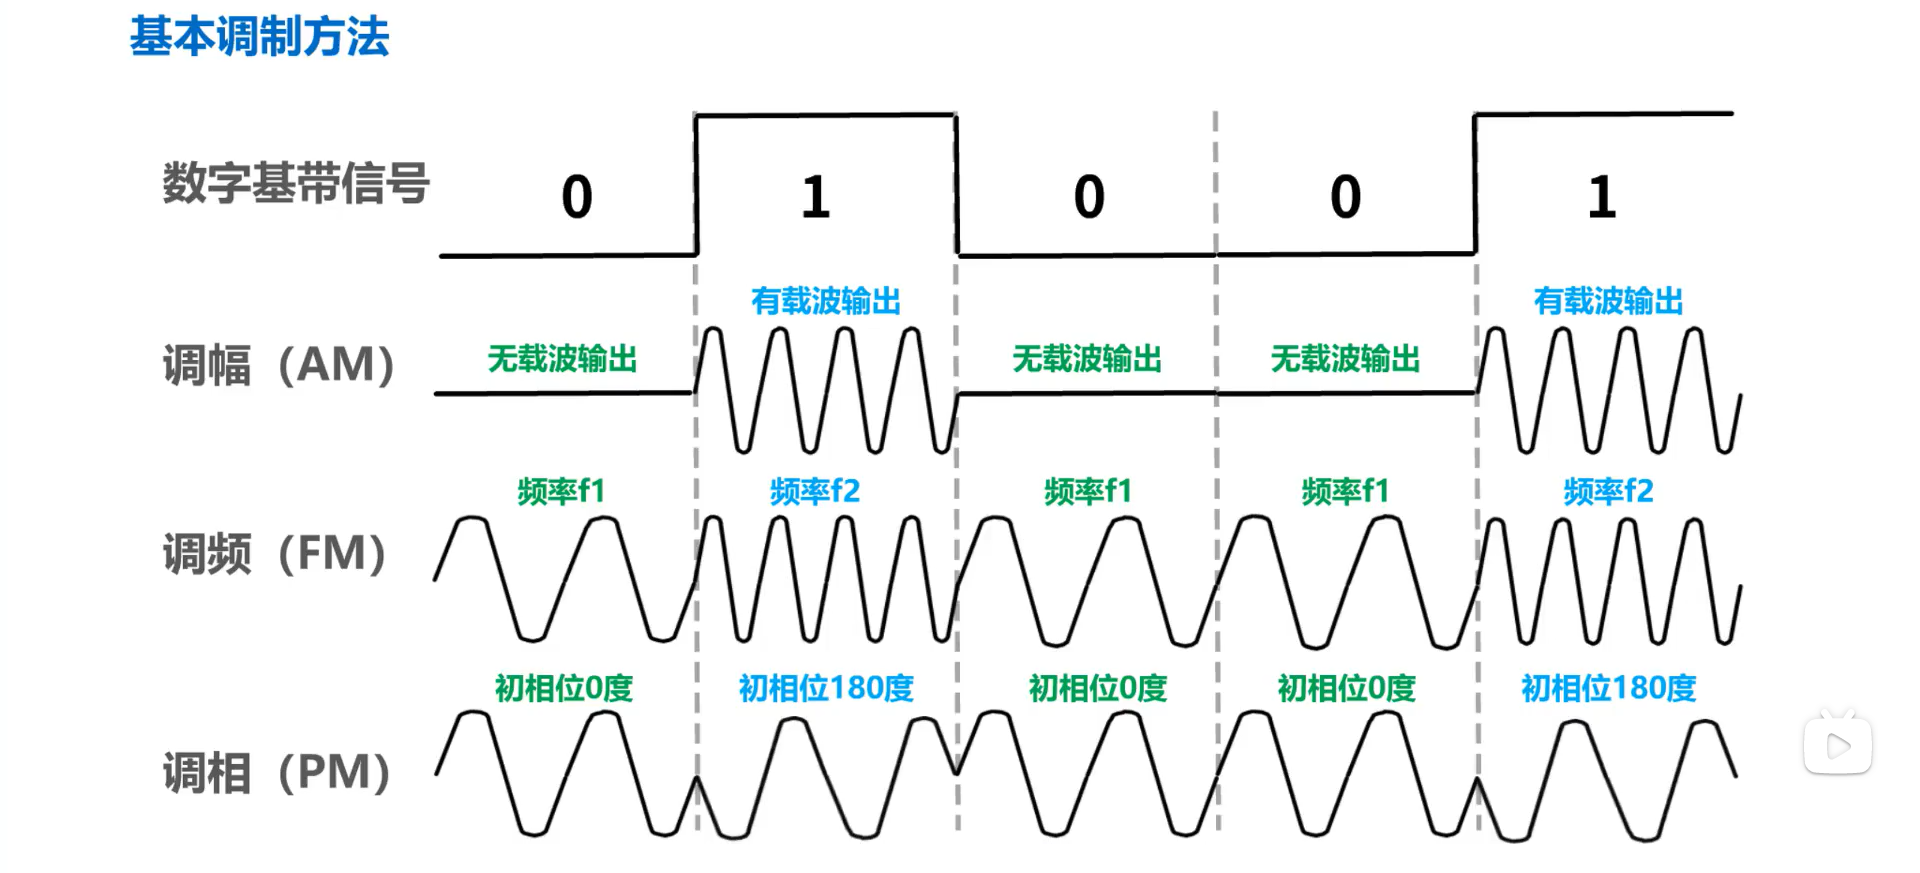 基本调制方法
数字基带信号
0 1 0 0 1
有载波输出 有载波输出
调幅（AM） 无载波输出 无载波输出 无载波输出
频率f1 频率f2 频率f1 频率f1 频率f2
调频（FM）
初相位0度 初相位180度 初相位0度 初相位0度 初相位180度
调相（PM）